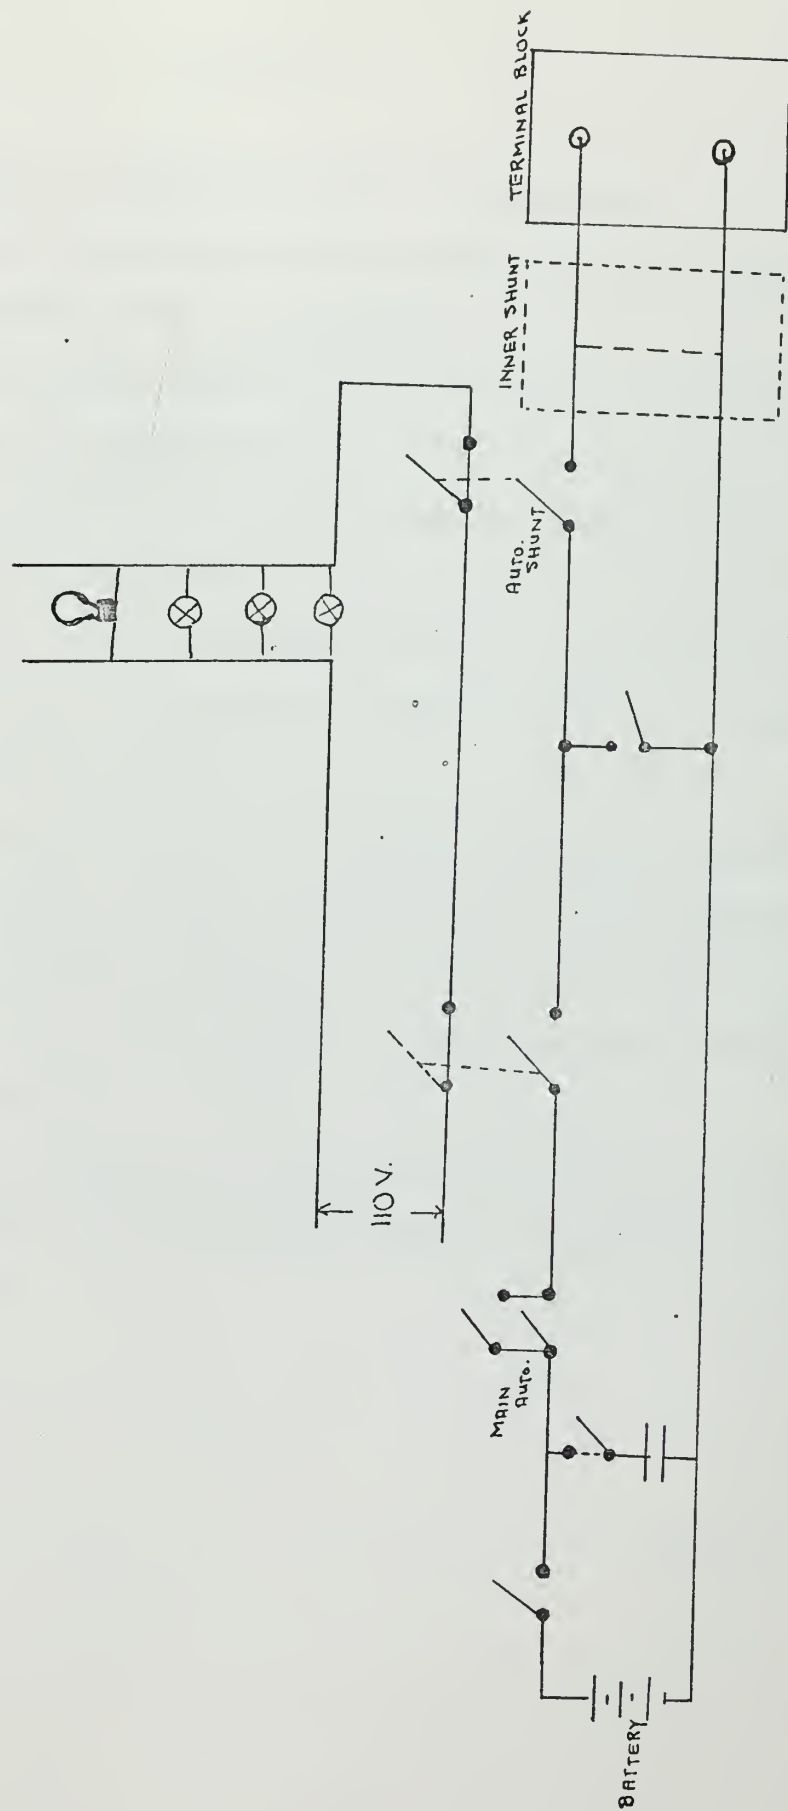 TERMINAL BLOCK
INNER SHUNT
AUTO.
SHUNT
110 V.
MAIN
AUTO.
BATTERY